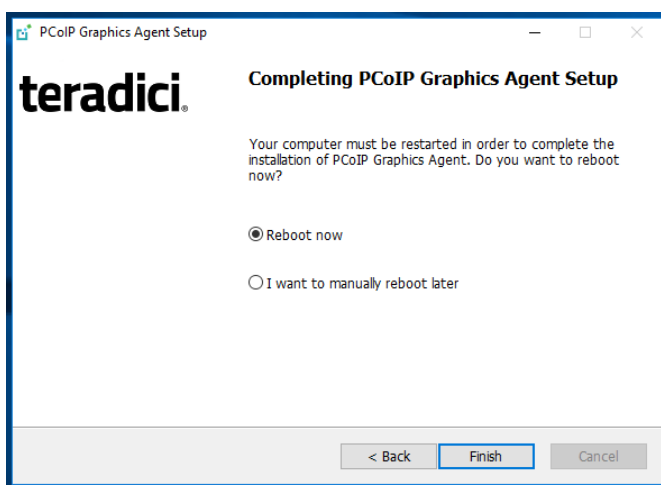 PCoIP Graphics Agent Setup
teradici®
Completing PCoIP Graphics Agent Setup
Your computer must be restarted in order to complete the
installation of PCoIP Graphics Agent. Do you want to reboot
now?
Reboot now
I want to manually reboot later
< Back
Finish
Cancel